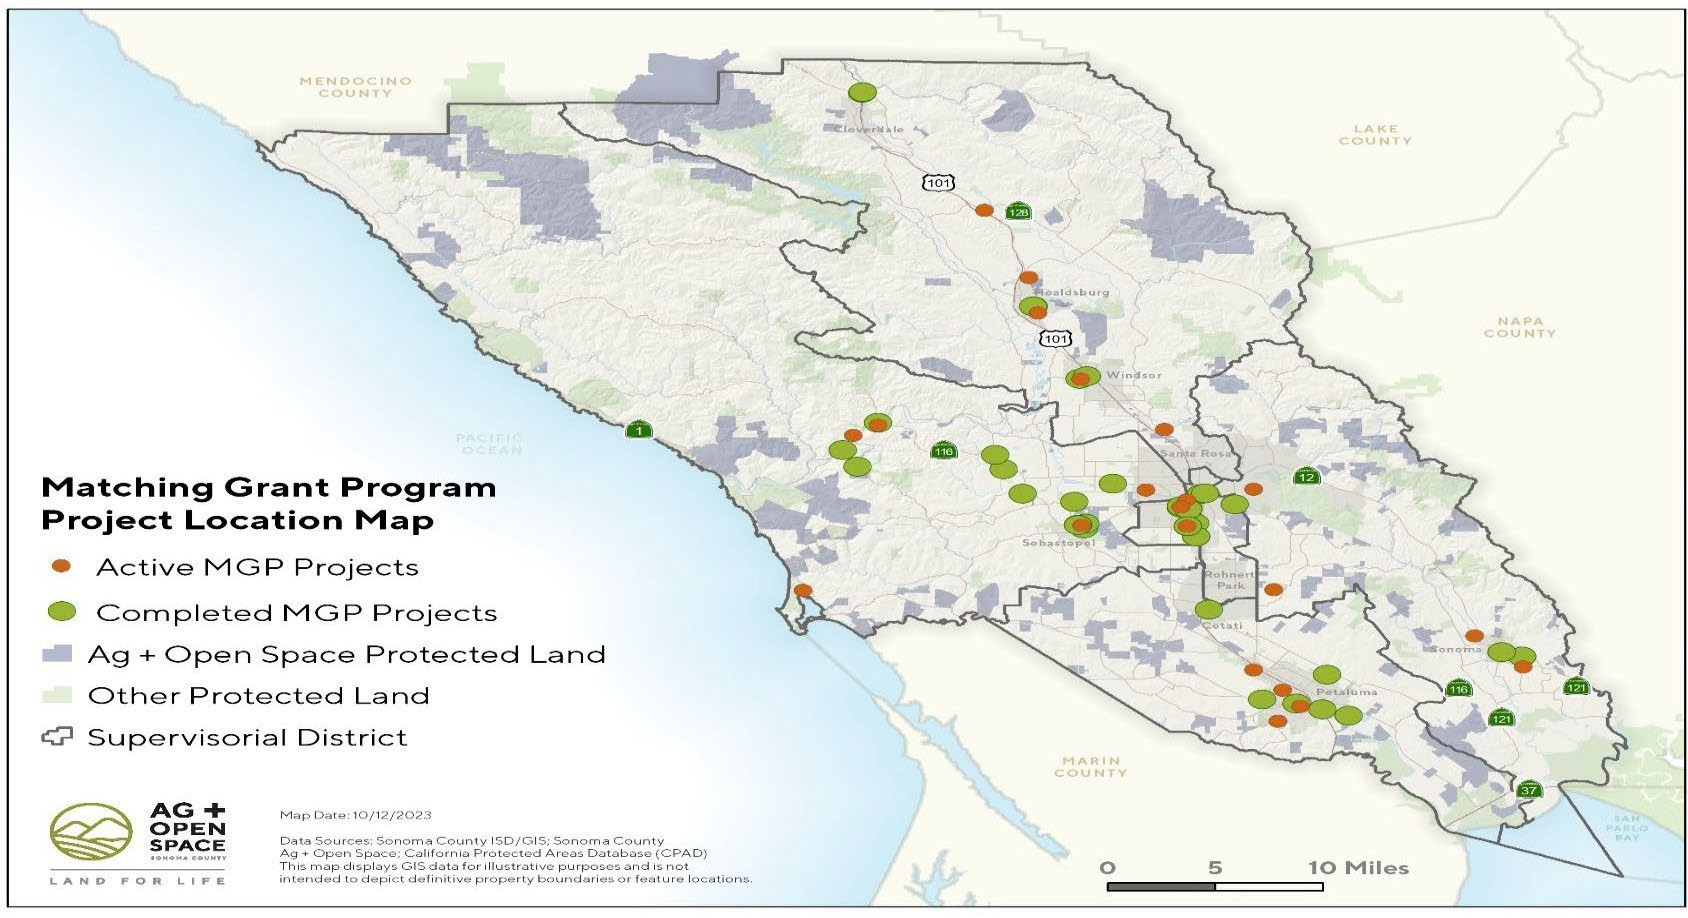 MENDOCINO
COUNTY
LAKE
COUNTY
Cloverdale
101
128
Healdsburg
101
NAPA
COUNTY
Windsor
1
PACIFIC
OCEAN
116
Santa Rosa
12
Sebastopol
Rohnert
Park
Cotati
Sonoma
Petaluma
116
121
121
37
MARIN
COUNTY
SAN
PABLO
BAY
Matching Grant Program
Project Location Map
Active MGP Projects
Completed MGP Projects
Ag + Open Space Protected Land
Other Protected Land
Supervisorial District
AG +
OPEN
SPACE
SONOMA COUNTY
LAND FOR LIFE
Map Date: 10/12/2023
Data Sources: Sonoma County ISD/GIS; Sonoma County
Ag + Open Space; California Protected Areas Database (CPAD)
This map displays GIS data for illustrative purposes and is not
intended to depict definitive property boundaries or feature locations.
0 5 10 Miles